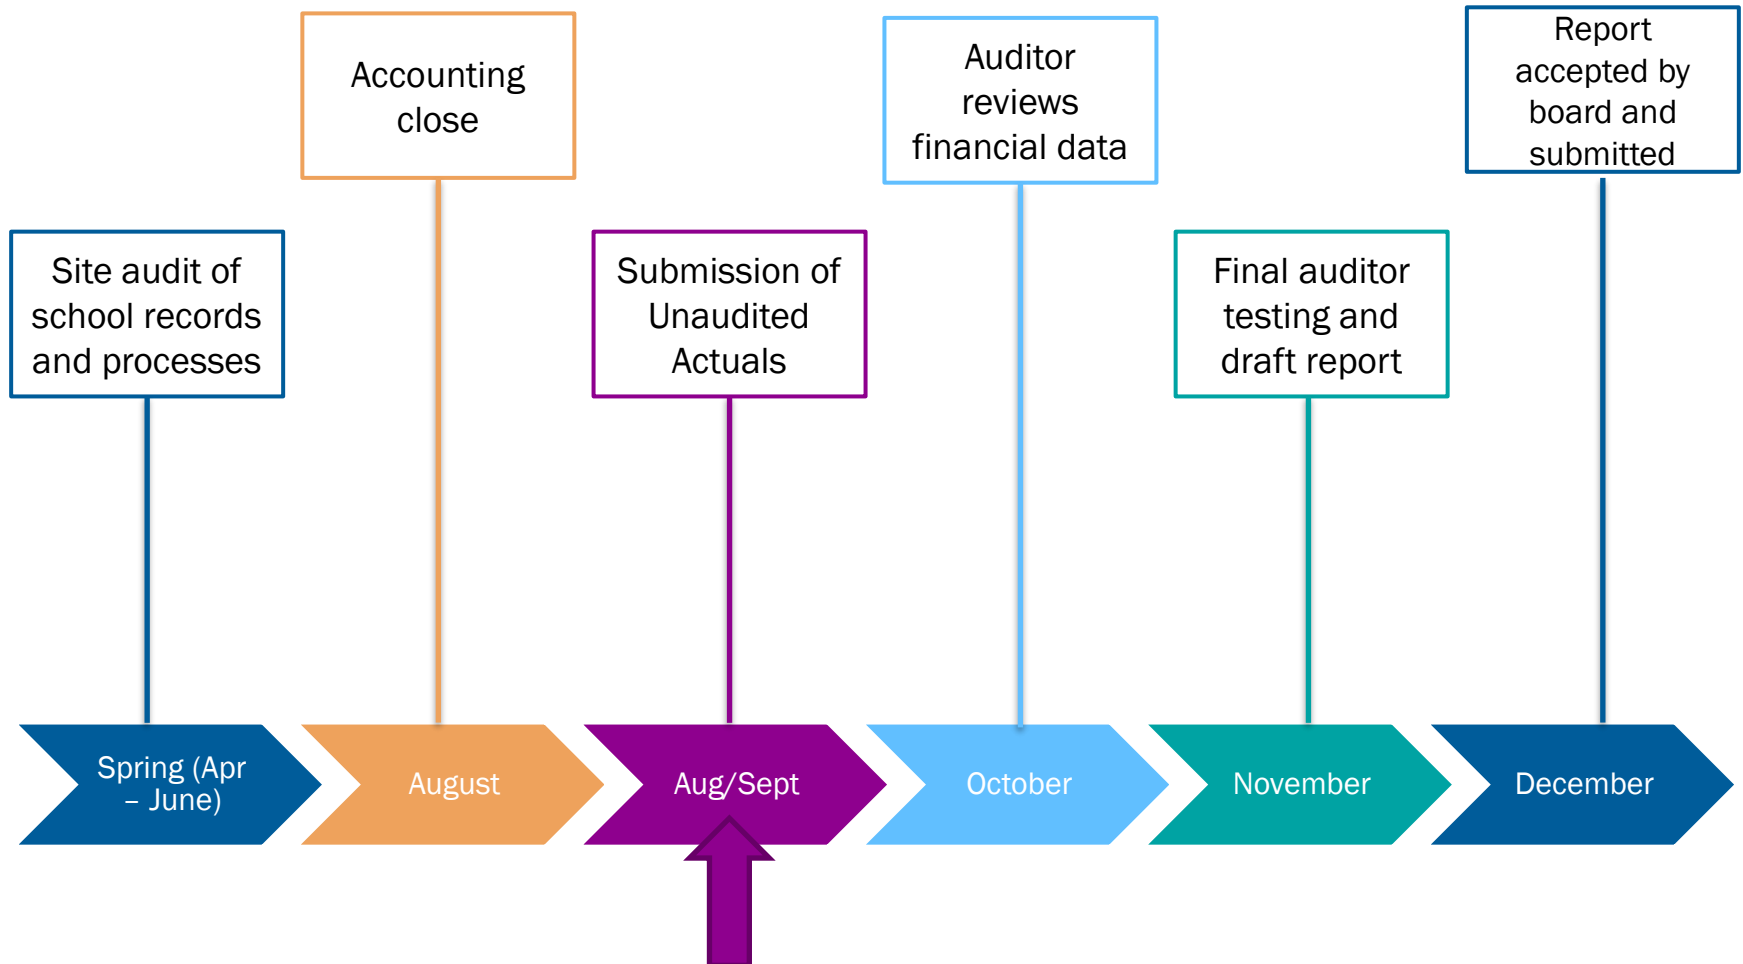 Site audit of
school records
and processes
Accounting
close
Submission of
Unaudited
Actuals
Auditor
reviews
financial data
Final auditor
testing and
draft report
Report
accepted by
board and
submitted
Spring (Apr
– June)
August
Aug/Sept
October
November
December